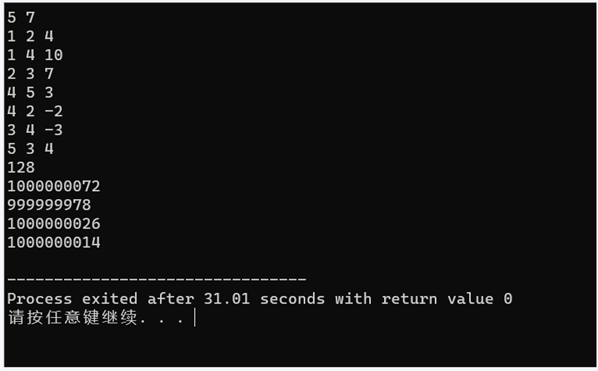 5 7
1 2 4
1 4 10
2 3 7
4 5 3
4 2 -2
3 4 -3
5 3 4
128
1000000072
999999978
1000000026
1000000014
--------------------------------
Process exited after 31.01 seconds with return value 0
请按任意键继续. . .